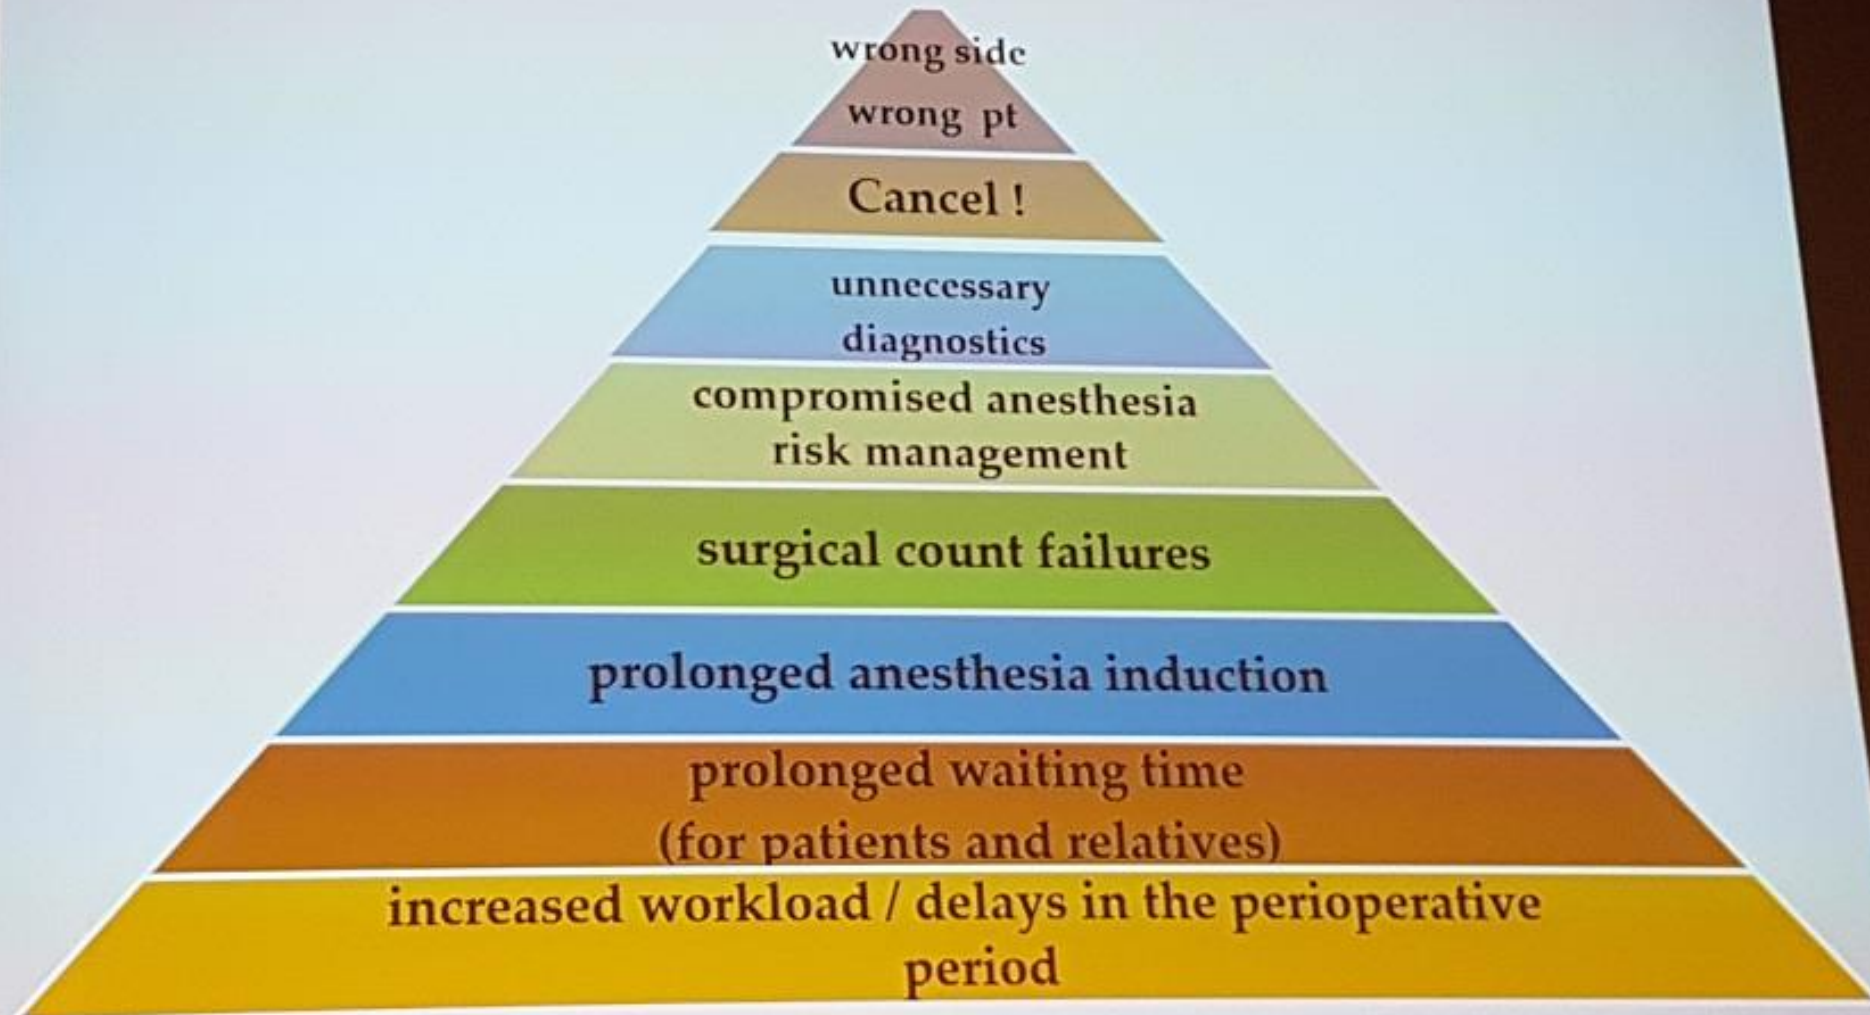 wrong side
wrong pt
Cancel !
unnecessary
diagnostics
compromised anesthesia
risk management
surgical count failures
prolonged anesthesia induction
prolonged waiting time
(for patients and relatives)
increased workload / delays in the perioperative
period